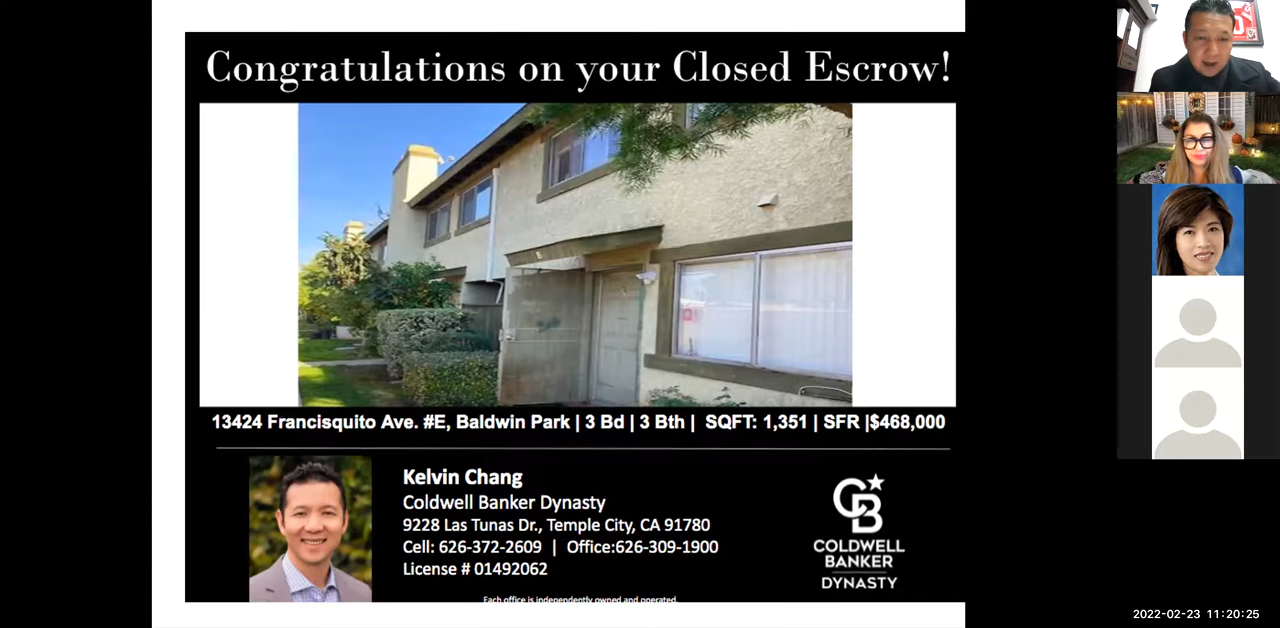 Congratulations on your Closed Escrow!
E
13424 Francisquito Ave. #E, Baldwin Park | 3 Bd | 3 Bth | SQFT: 1,351 | SFR |$468,000
Kelvin Chang
Coldwell Banker Dynasty
9228 Las Tunas Dr., Temple City, CA 91780
Cell: 626-372-2609 | Office:626-309-1900
License # 01492062
CB
COLDWELL
BANKER
DYNASTY
Each office is independently owned and operated.
2022-02-23 11:20:25